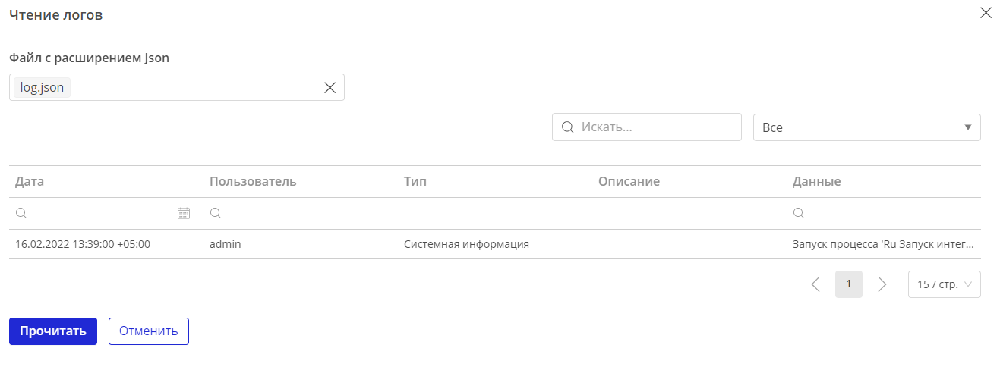 Чтение логов
Файл с расширением Json
log.json
Искать...
Все
Дата Пользователь Тип Описание Данные
16.02.2022 13:39:00 +05:00 admin Системная информация Запуск процесса 'Ru Запуск интег...
1 15 / стр.
Прочитать Отменить